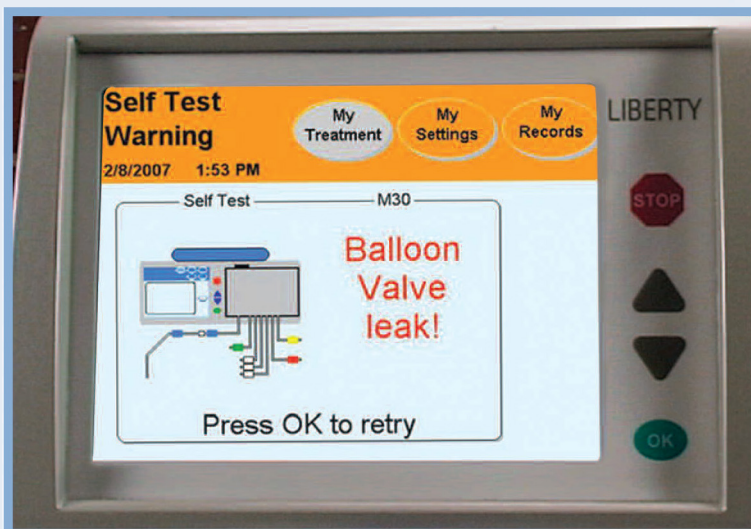 Self Test
Warning
2/8/2007 1:53 PM
My
Treatment
My
Settings
My
Records
LIBERTY
STOP
Self Test
M30
Balloon
Valve
leak!
Press OK to retry
OK